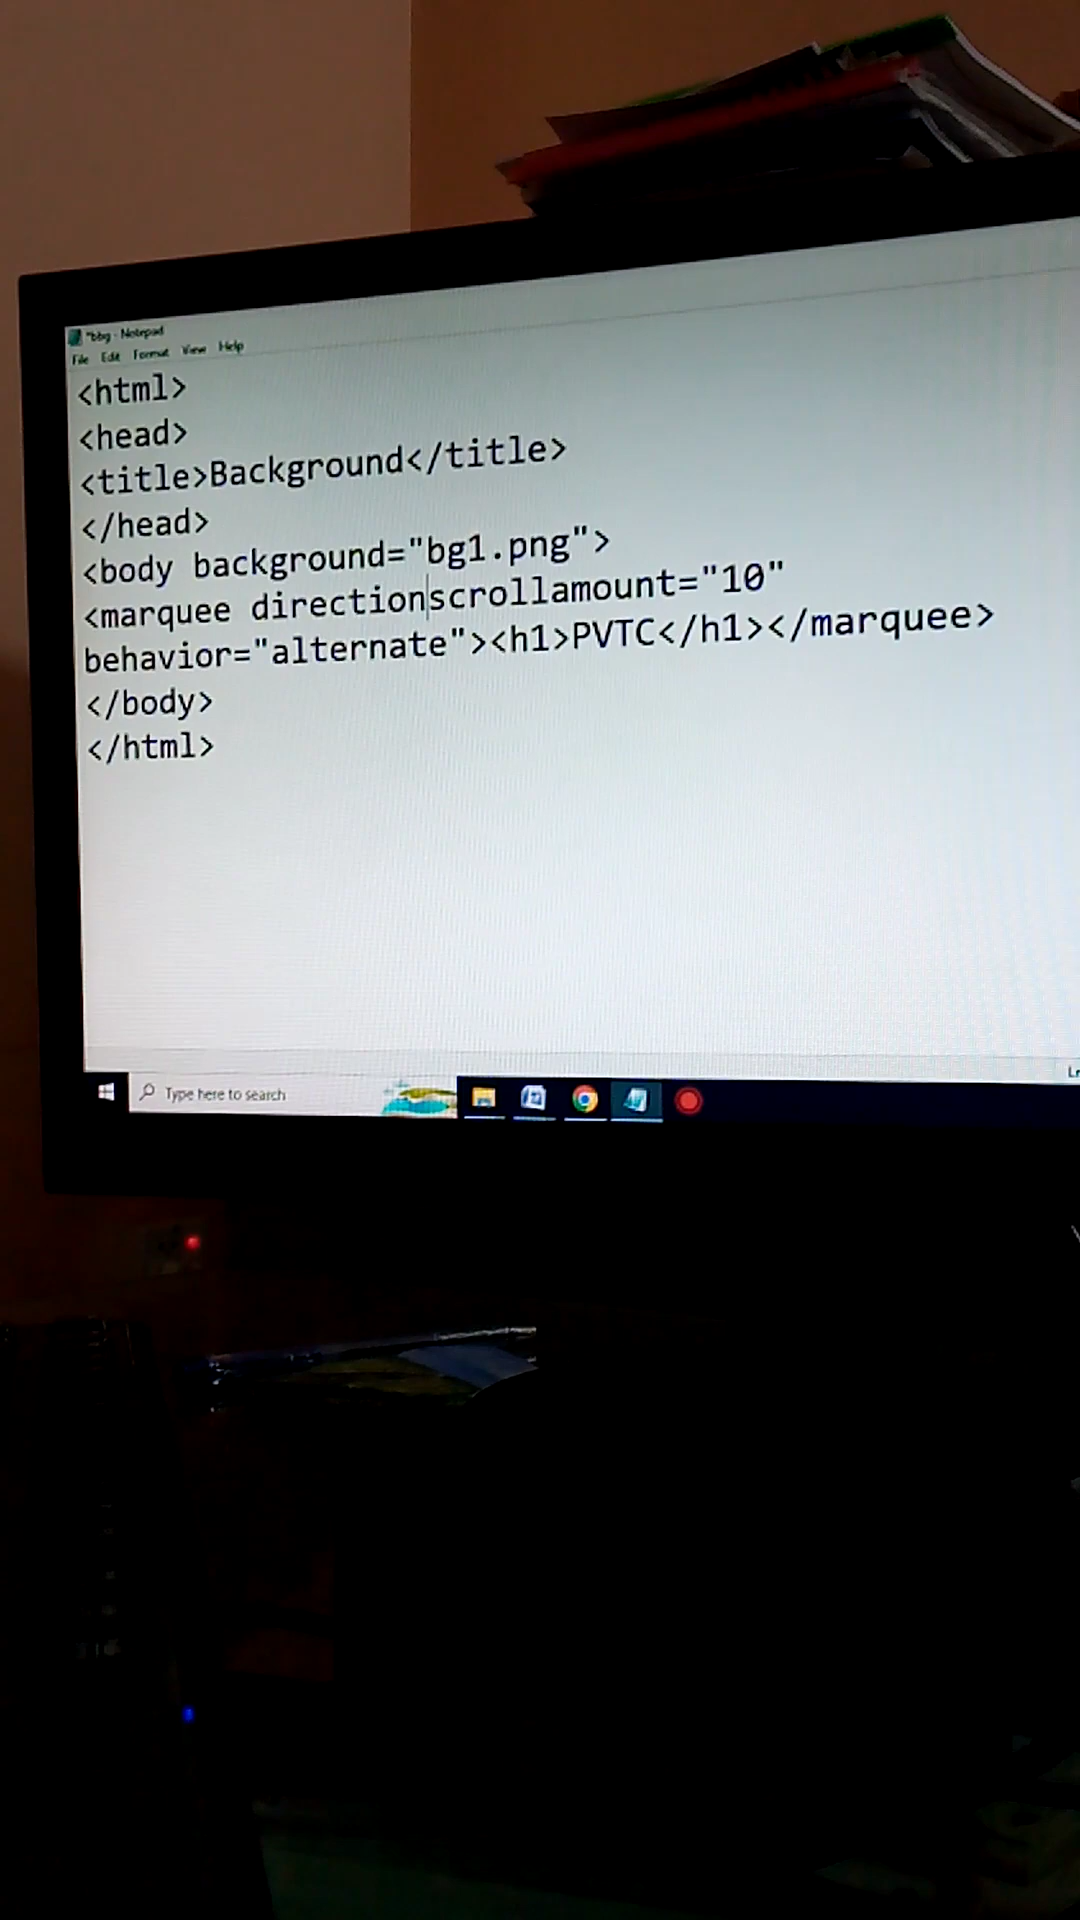 *bbg - Notepad
File Edit Format View Help
<html>
<head>
<title>Background</title>
</head>
<body background="bg1.png">
<marquee directionscrollamount="10"
behavior="alternate"><h1>PVTC</h1></marquee>
</body>
</html>
Ln
Type here to search